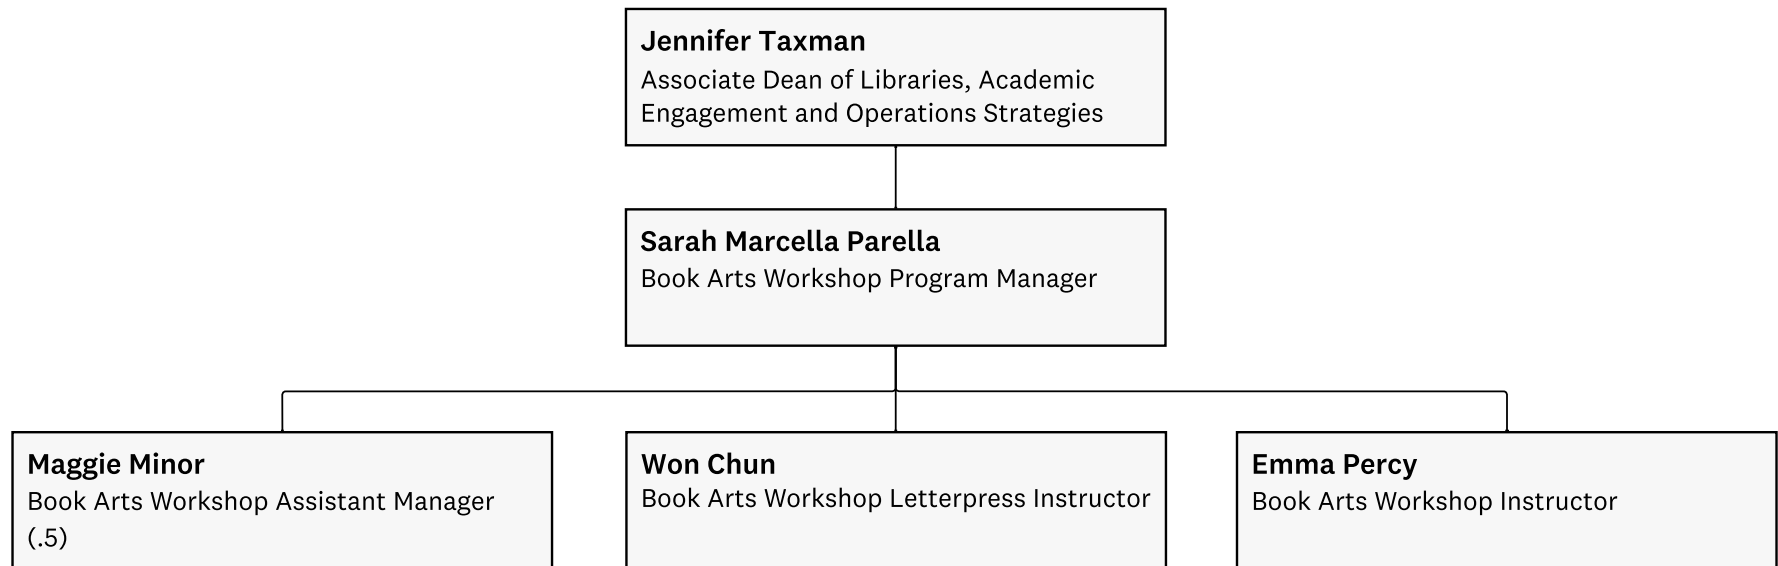 Jennifer Taxman
Associate Dean of Libraries, Academic
Engagement and Operations Strategies
Sarah Marcella Parella
Book Arts Workshop Program Manager
Maggie Minor
Book Arts Workshop Assistant Manager
(.5)
Won Chun
Book Arts Workshop Letterpress Instructor
Emma Percy
Book Arts Workshop Instructor